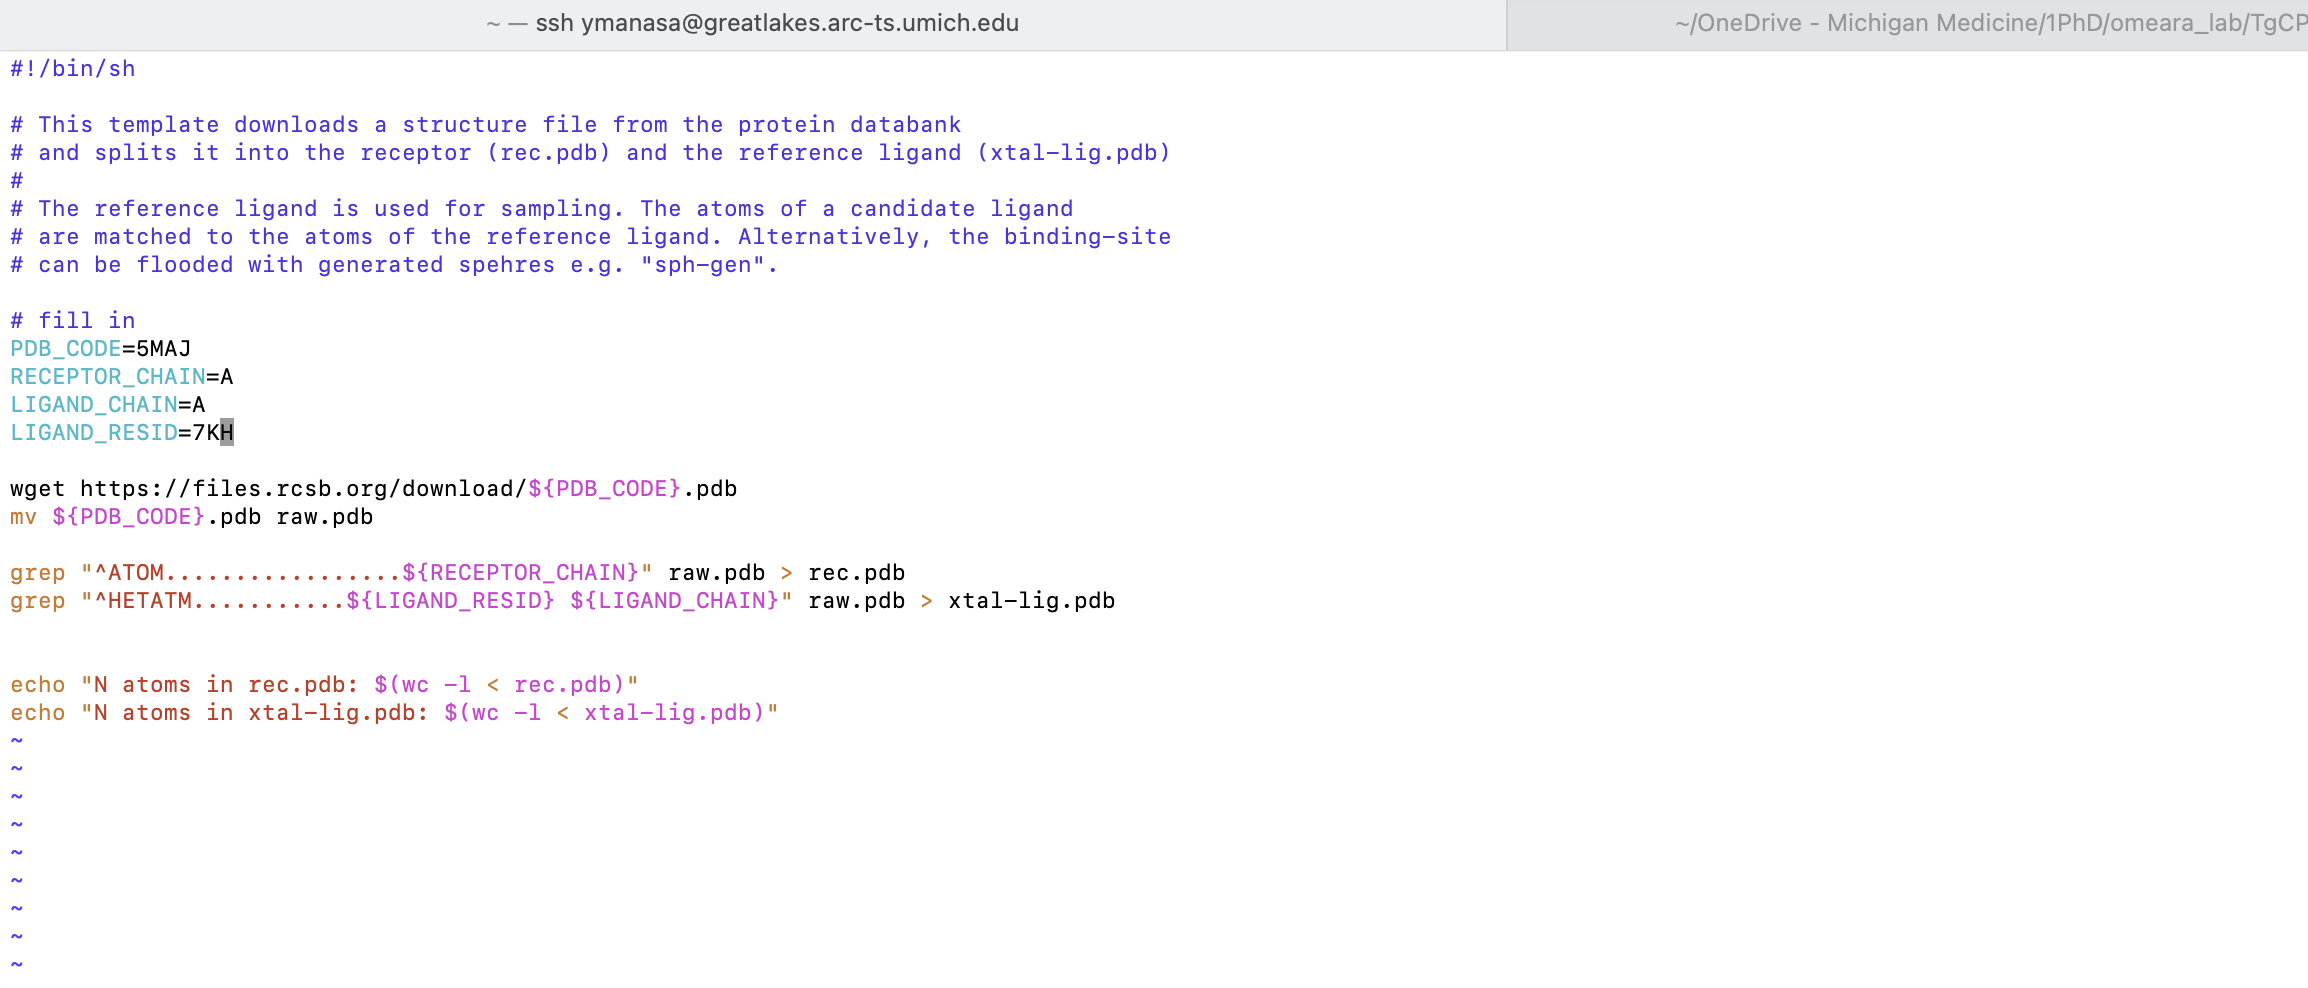 ~ — ssh ymanasa@greatlakes.arc-ts.umich.edu
~/OneDrive - Michigan Medicine/1PhD/omeara_lab/TgCP
#!/bin/sh
# This template downloads a structure file from the protein databank
# and splits it into the receptor (rec.pdb) and the reference ligand (xtal-lig.pdb)
#
# The reference ligand is used for sampling. The atoms of a candidate ligand
# are matched to the atoms of the reference ligand. Alternatively, the binding-site
# can be flooded with generated spehres e.g. "sph-gen".
# fill in
PDB_CODE=5MAJ
RECEPTOR_CHAIN=A
LIGAND_CHAIN=A
LIGAND_RESID=7KH
wget https://files.rcsb.org/download/${PDB_CODE}.pdb
mv ${PDB_CODE}.pdb raw.pdb
grep "^ATOM.................${RECEPTOR_CHAIN}" raw.pdb > rec.pdb
grep "^HETATM...........${LIGAND_RESID} ${LIGAND_CHAIN}" raw.pdb > xtal-lig.pdb
echo "N atoms in rec.pdb: $(wc -l < rec.pdb)"
echo "N atoms in xtal-lig.pdb: $(wc -l < xtal-lig.pdb)"
~
~
~
~
~
~
~
~
~